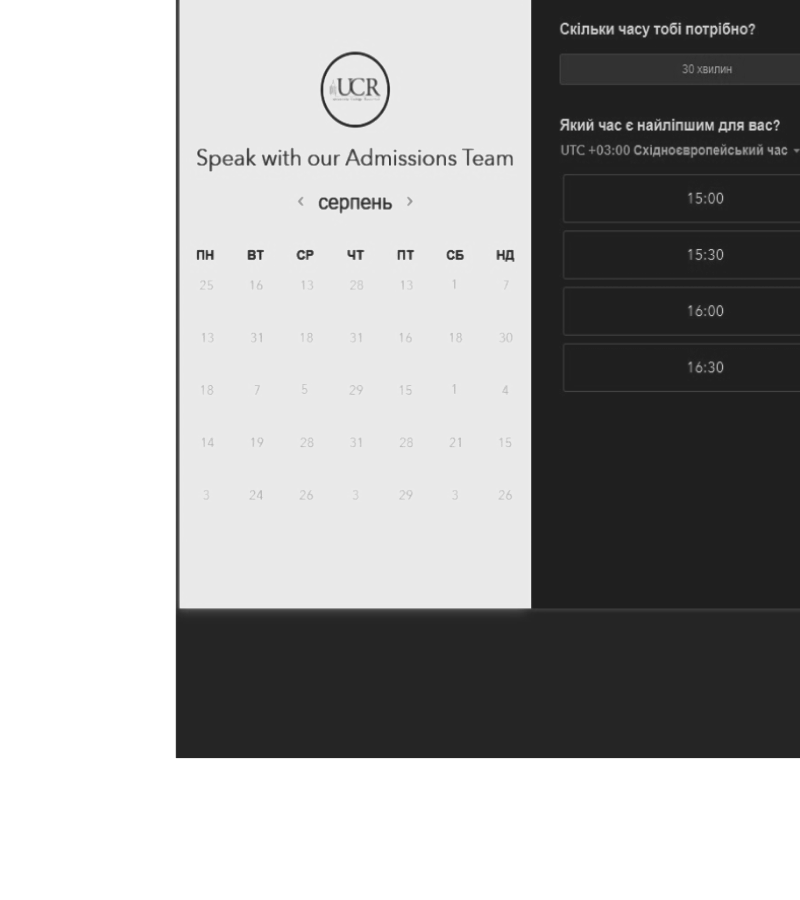 UCR
Speak with our Admissions Team
‹ серпень ›
ПН ВТ СР ЧТ ПТ СБ НД
25 16 13 28 13 1 7
13 31 18 31 16 18 30
18 7 5 29 15 1 4
14 19 28 31 28 21 15
3 24 26 3 29 3 26
Скільки часу тобі потрібно?
30 хвилин
Який час є найліпшим для вас?
UTC +03:00 Східноєвропейський час
15:00
15:30
16:00
16:30